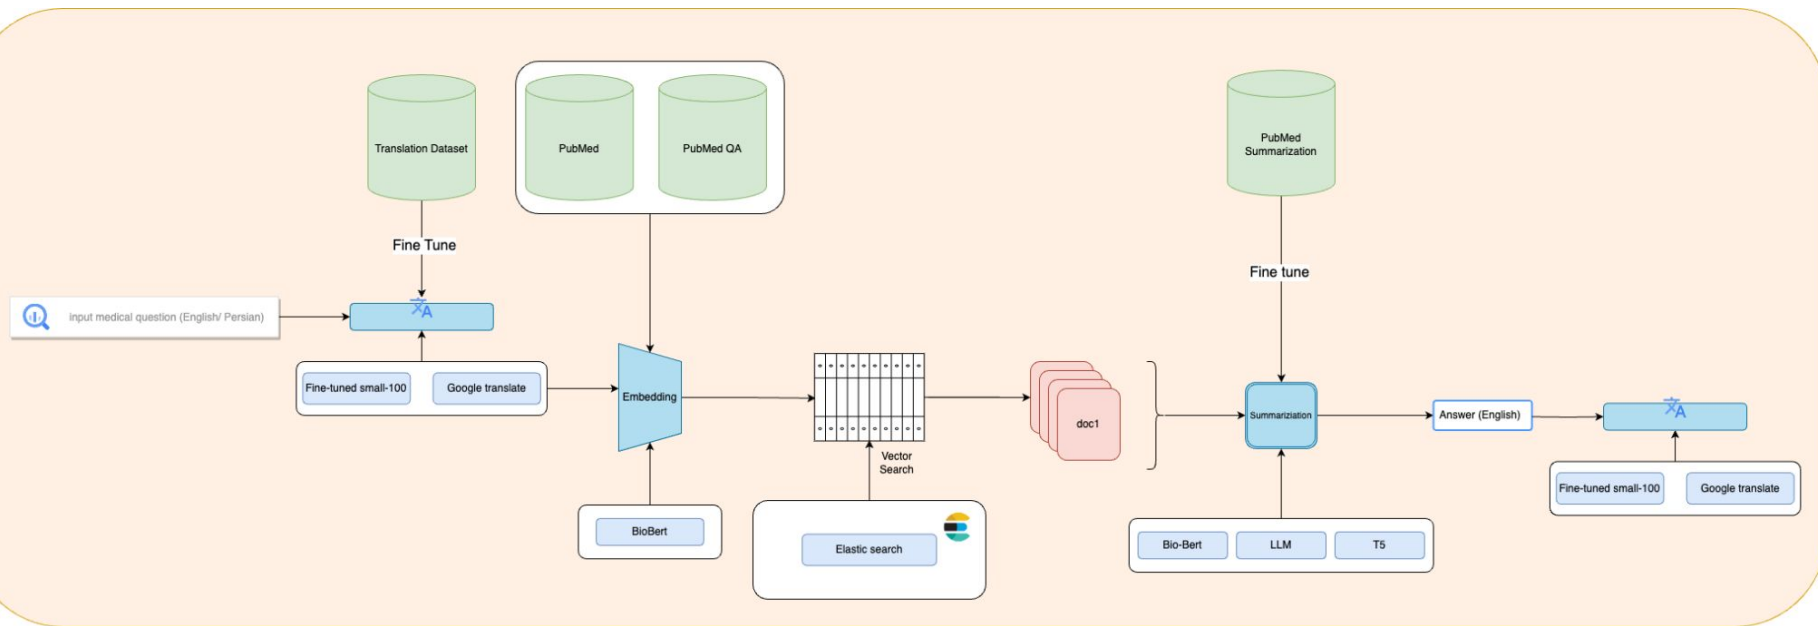 Translation Dataset
PubMed
PubMed QA
PubMed
Summarization
Fine Tune
Fine tune
input medical question (English/ Persian)
Fine-tuned small-100
Google translate
Embedding
doc1
Vector
Search
Summariziation
Answer (English)
BioBert
Elastic search
Bio-Bert
LLM
T5
Fine-tuned small-100
Google translate